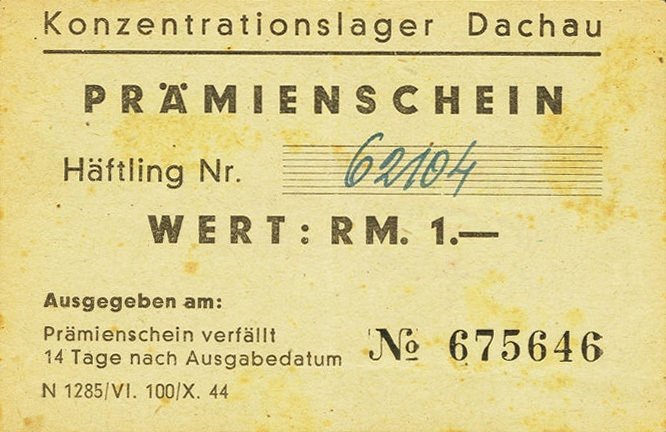 Konzentrationslager Dachau
PRÄMIENSCHEIN
Häftling Nr. 62104
WERT: RM. 1.—
Ausgegeben am:
Prämienschein verfällt
14 Tage nach Ausgabedatum
№ 675646
N 1285/VI. 100/X. 44